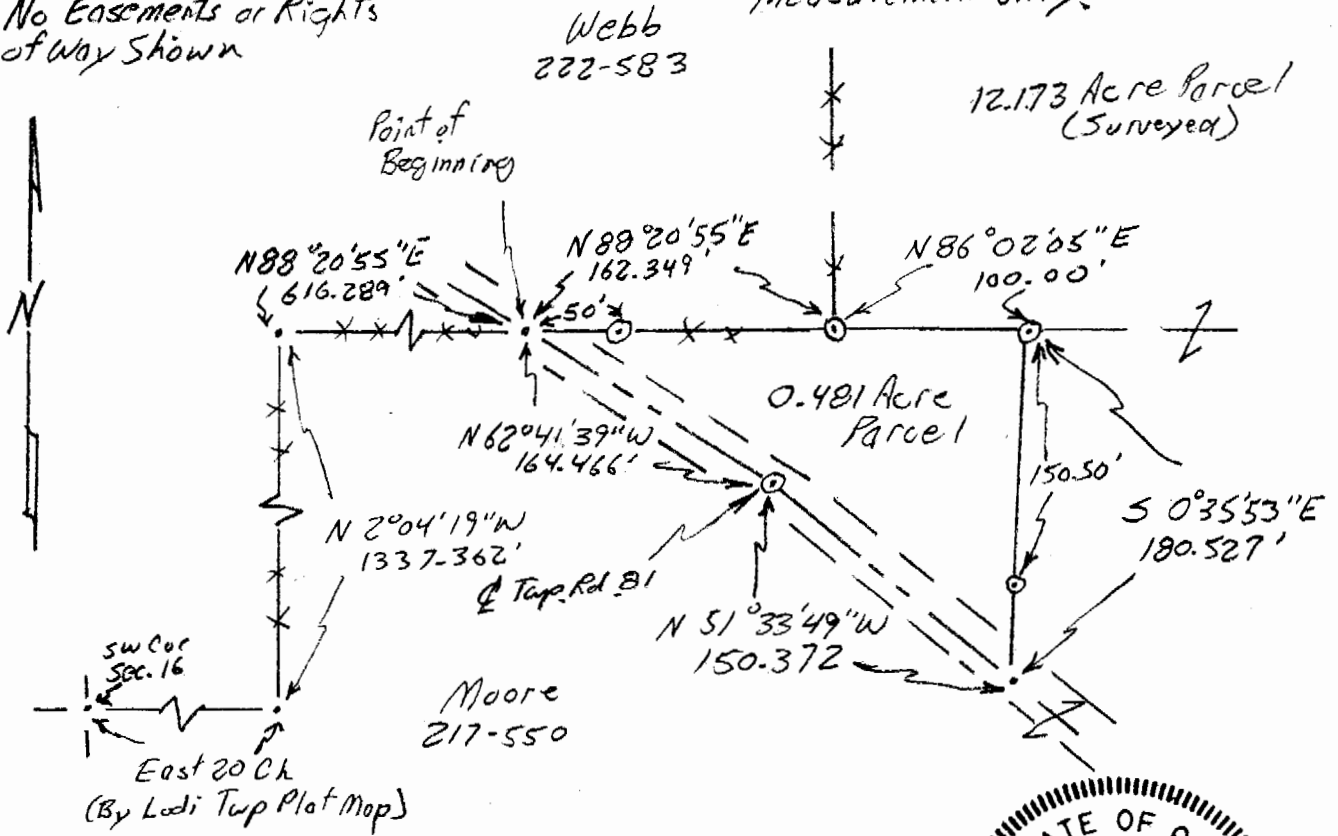 No Easements or Rights
of Way Shown
Webb
222-583
12.173 Acre Parcel
(Surveyed)
Point of
Beginning
N88°20'55"E
616.289'
N88°20'55"E
162.349'
N86°02'05"E
100.00'
50'
N
0.481 Acre
Parcel
N62°41'39"W
164.466'
150.50'
S 0°35'53"E
180.527'
N 2°04'19"W
1337.362'
℄ Twp. Rd. 81
N 51°33'49"W
150.372
SW Cor
Sec. 16
Moore
217-550
East 20 Ch
(By Lodi Twp Plat Map)
ATE OF